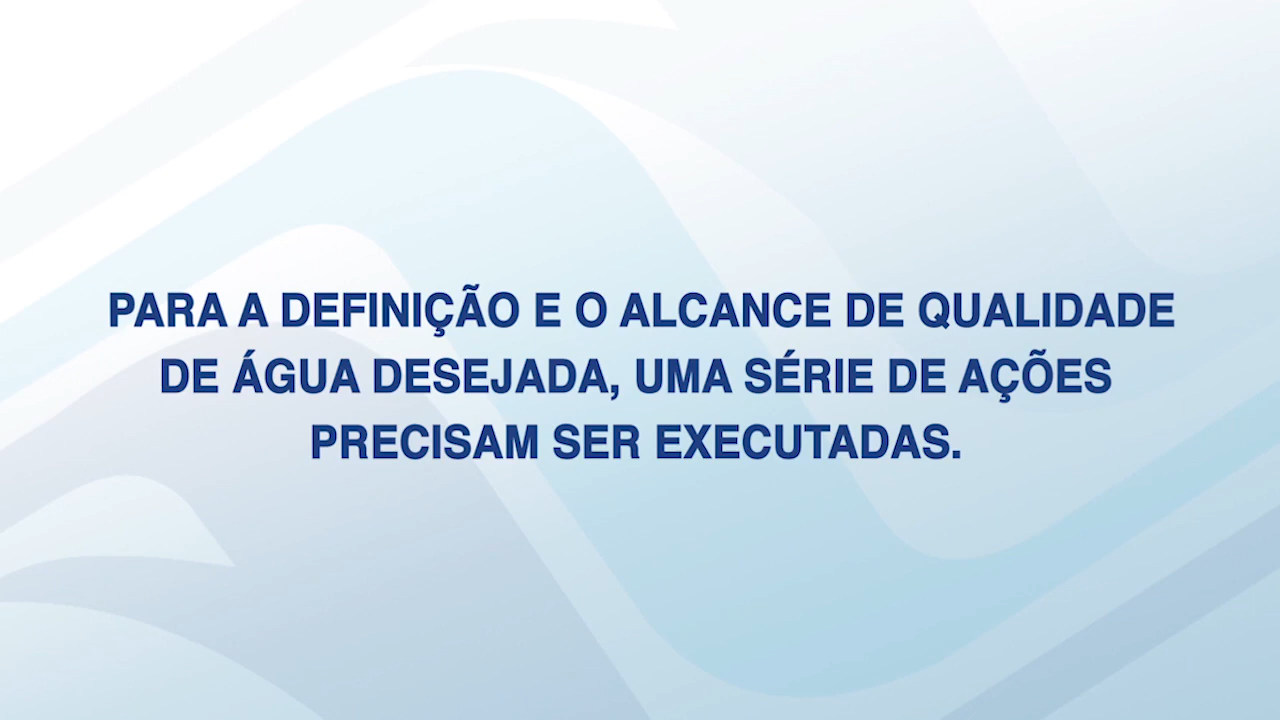 PARA A DEFINIÇÃO E O ALCANCE DE QUALIDADE
DE ÁGUA DESEJADA, UMA SÉRIE DE AÇÕES
PRECISAM SER EXECUTADAS.